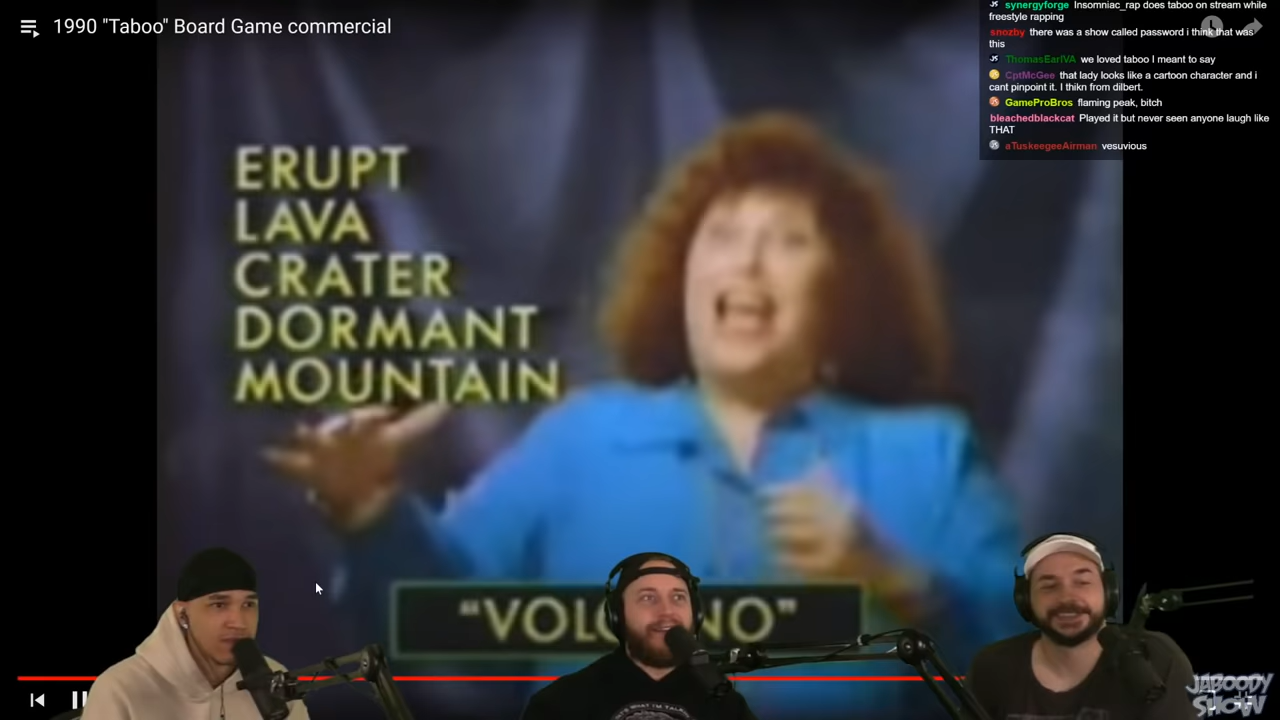 1990 "Taboo" Board Game commercial
synergyforge Insomniac_rap does taboo on stream while
freestyle rapping
snozby there was a show called password i think that was
this
ThomasEarlVA we loved taboo I meant to say
CptMcGee that lady looks like a cartoon character and i
cant pinpoint it. I thikn from dilbert.
GameProBros flaming peak, bitch
bleachedblackcat Played it but never seen anyone laugh like
THAT
aTuskeegeeAirman vesuvious
ERUPT
LAVA
CRATER
DORMANT
MOUNTAIN
"VOLCANO"
WHAT I'M TALK
JABOODY
SHOW